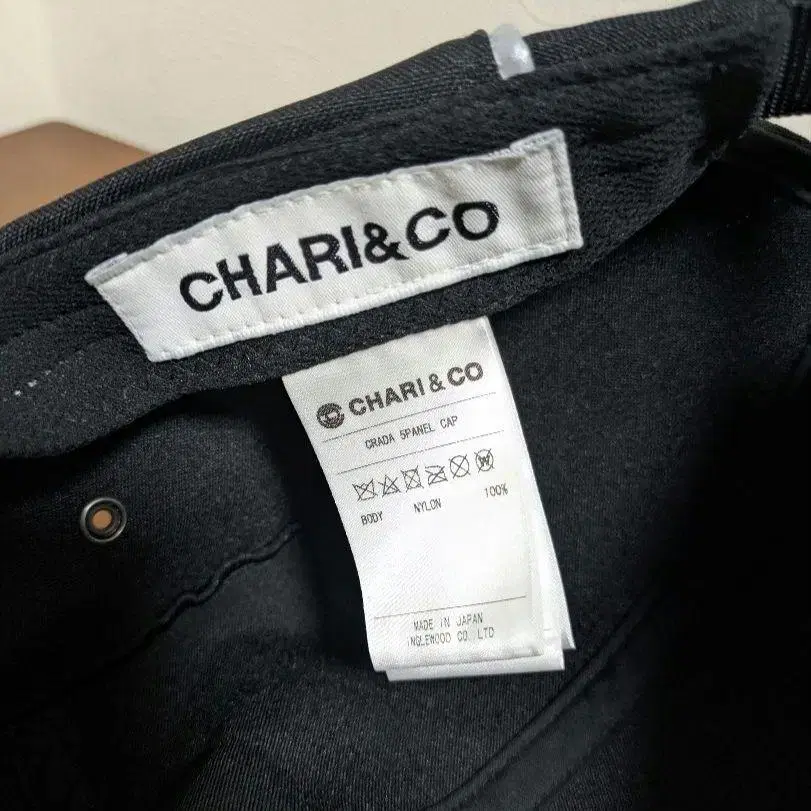 CHARI&CO
CHARI & CO
CRADA 5PANEL CAP
BODY NYLON 100%
MADE IN JAPAN
INGLEWOOD CO. LTD